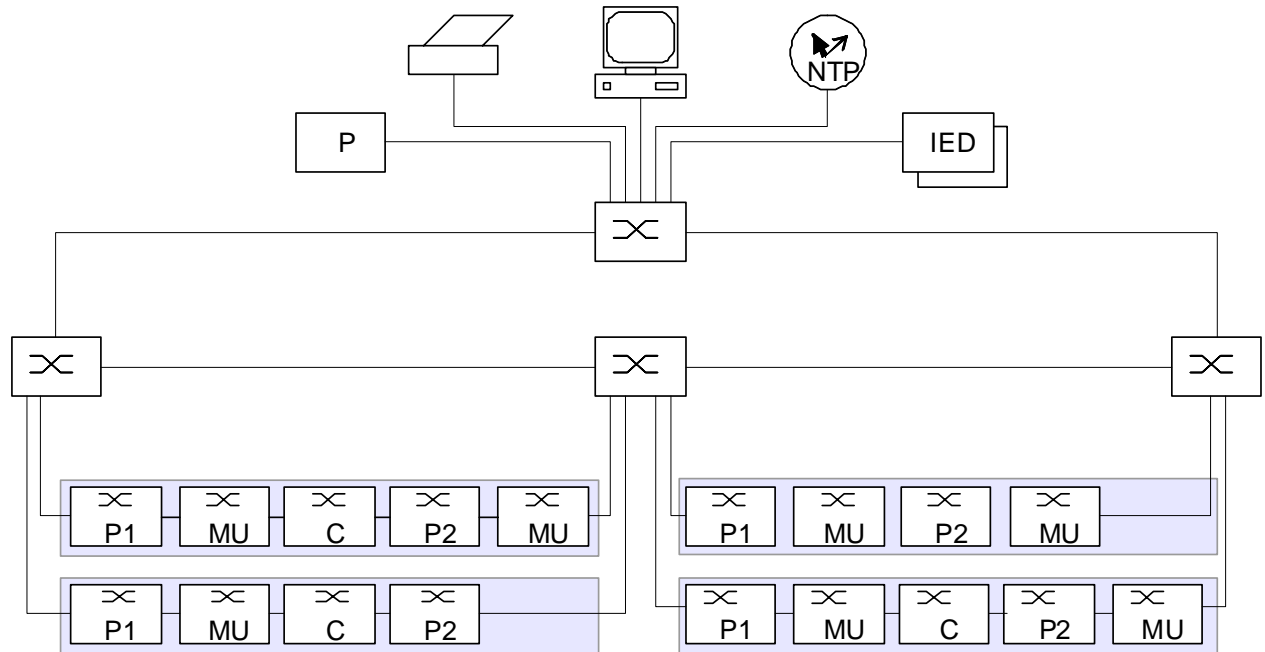 NTP
P
IED
P1 MU C P2 MU
P1 MU P2 MU
P1 MU C P2
P1 MU C P2 MU